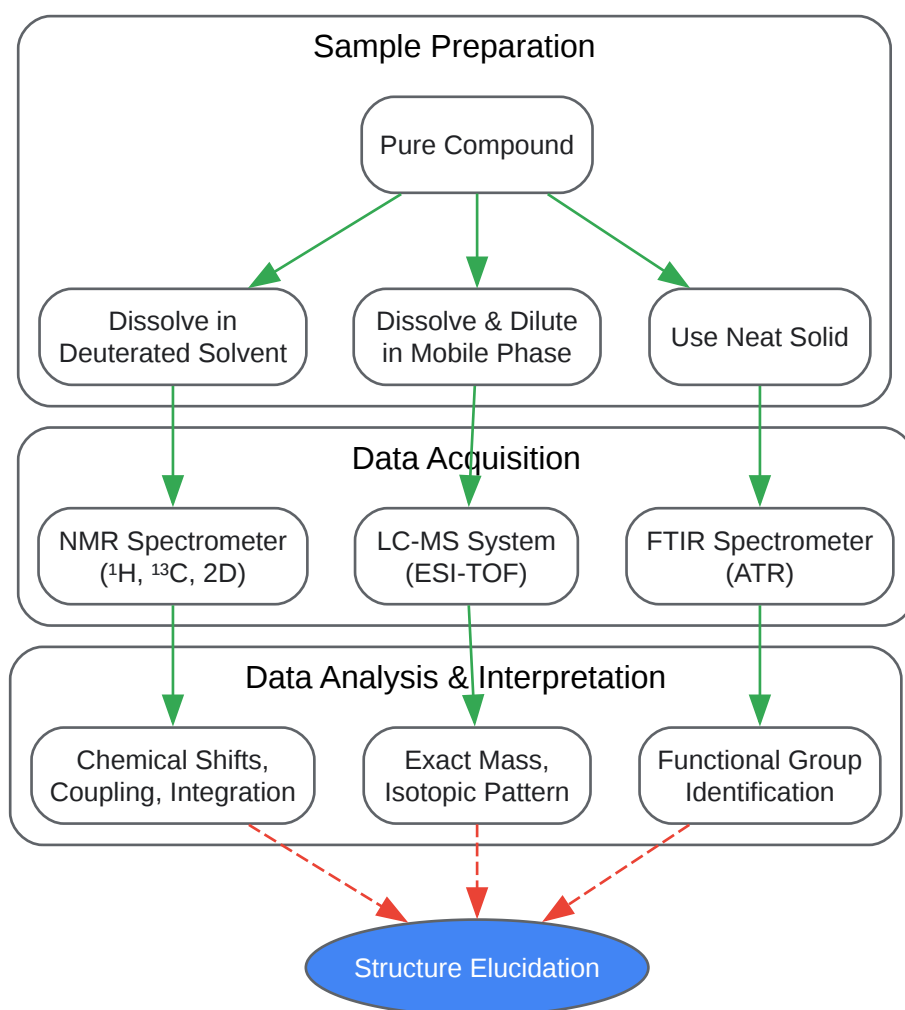 Sample Preparation
Pure Compound
Dissolve in
Deuterated Solvent
Dissolve & Dilute
in Mobile Phase
Use Neat Solid
Data Acquisition
NMR Spectrometer
(¹H, ¹³C, 2D)
LC-MS System
(ESI-TOF)
FTIR Spectrometer
(ATR)
Data Analysis & Interpretation
Chemical Shifts,
Coupling, Integration
Exact Mass,
Isotopic Pattern
Functional Group
Identification
Structure Elucidation